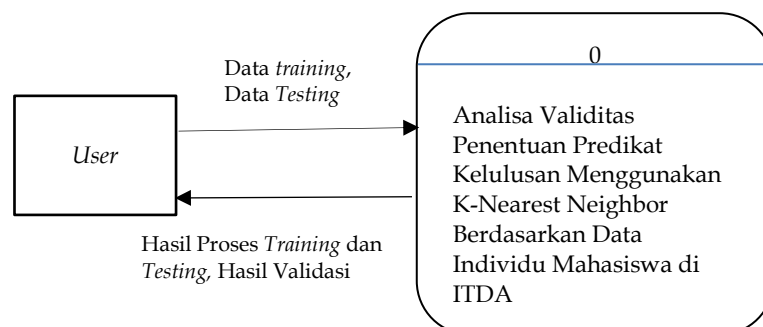 Data training,
Data Testing
User
Hasil Proses Training dan
Testing, Hasil Validasi
0
Analisa Validitas
Penentuan Predikat
Kelulusan Menggunakan
K-Nearest Neighbor
Berdasarkan Data
Individu Mahasiswa di
ITDA